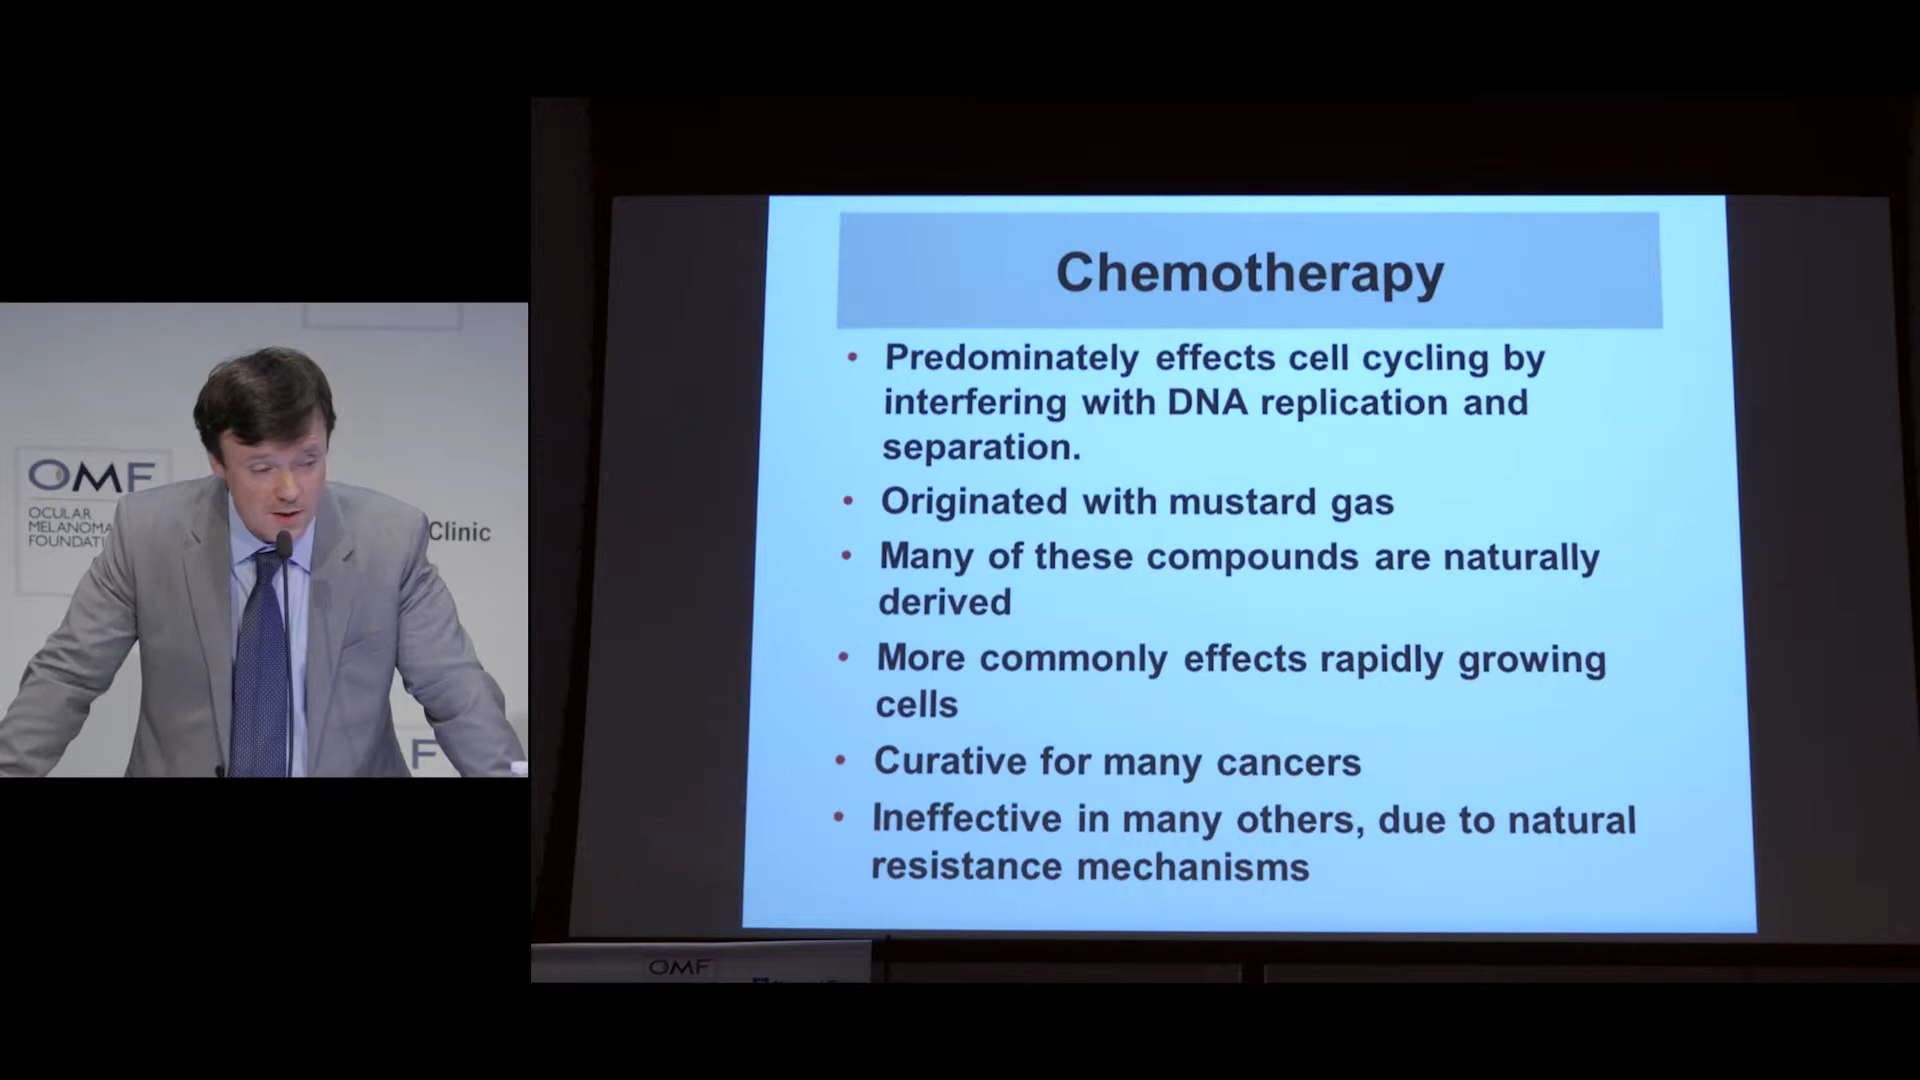 Chemotherapy
• Predominately effects cell cycling by
interfering with DNA replication and
separation.
• Originated with mustard gas
• Many of these compounds are naturally
derived
• More commonly effects rapidly growing
cells
• Curative for many cancers
• Ineffective in many others, due to natural
resistance mechanisms
OMF
OCULAR
MELANOMA
FOUNDATI
Clinic
F
OMF